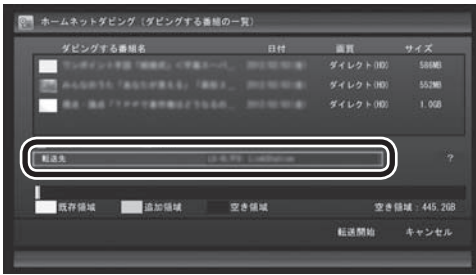 ホームネットダビング（ダビングする番組の一覧）
ダビングする番組名 日付 画質 サイズ
ダイレクト(HD) 586MB
ダイレクト(HD) 552MB
ダイレクト(HD) 1.0GB
転送先 ?
既存領域 追加領域 空き領域 空き領域：445.2GB
転送開始 キャンセル